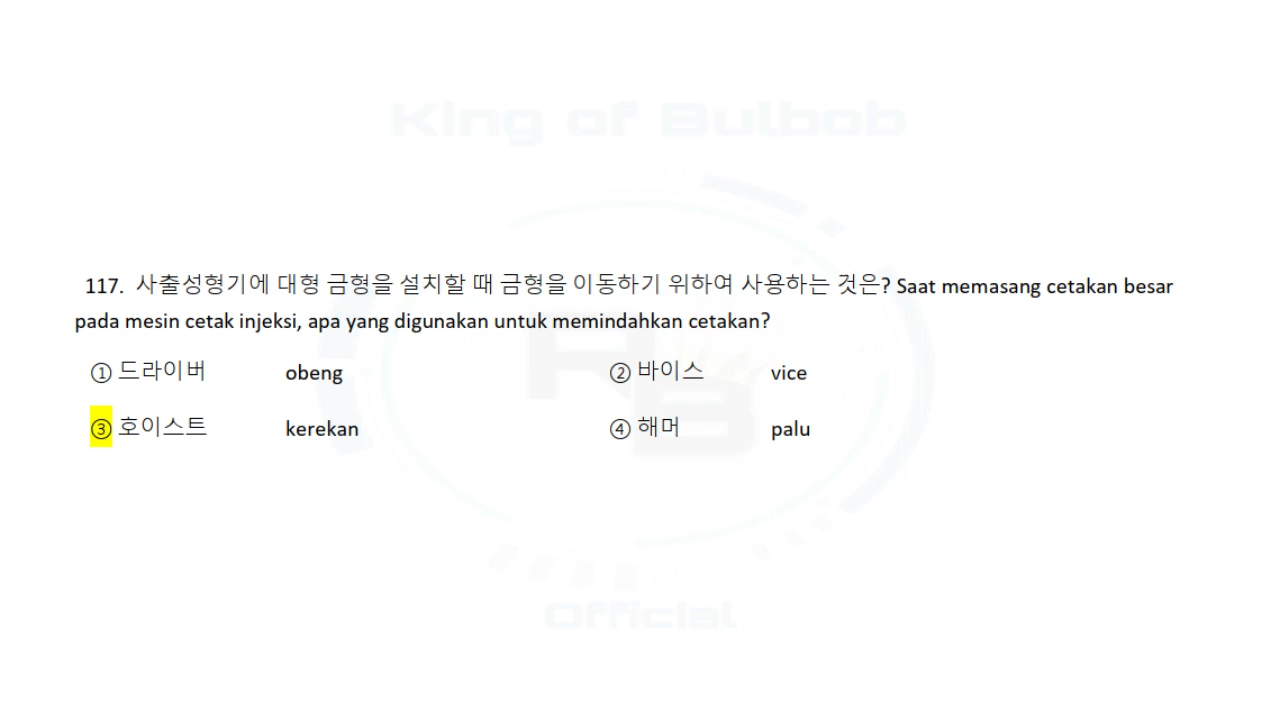 King of Bulbob
117. 사출성형기에 대형 금형을 설치할 때 금형을 이동하기 위하여 사용하는 것은? Saat memasang cetakan besar
pada mesin cetak injeksi, apa yang digunakan untuk memindahkan cetakan?
① 드라이버 obeng ② 바이스 vice
③ 호이스트 kerekan ④ 해머 palu
KB
Official